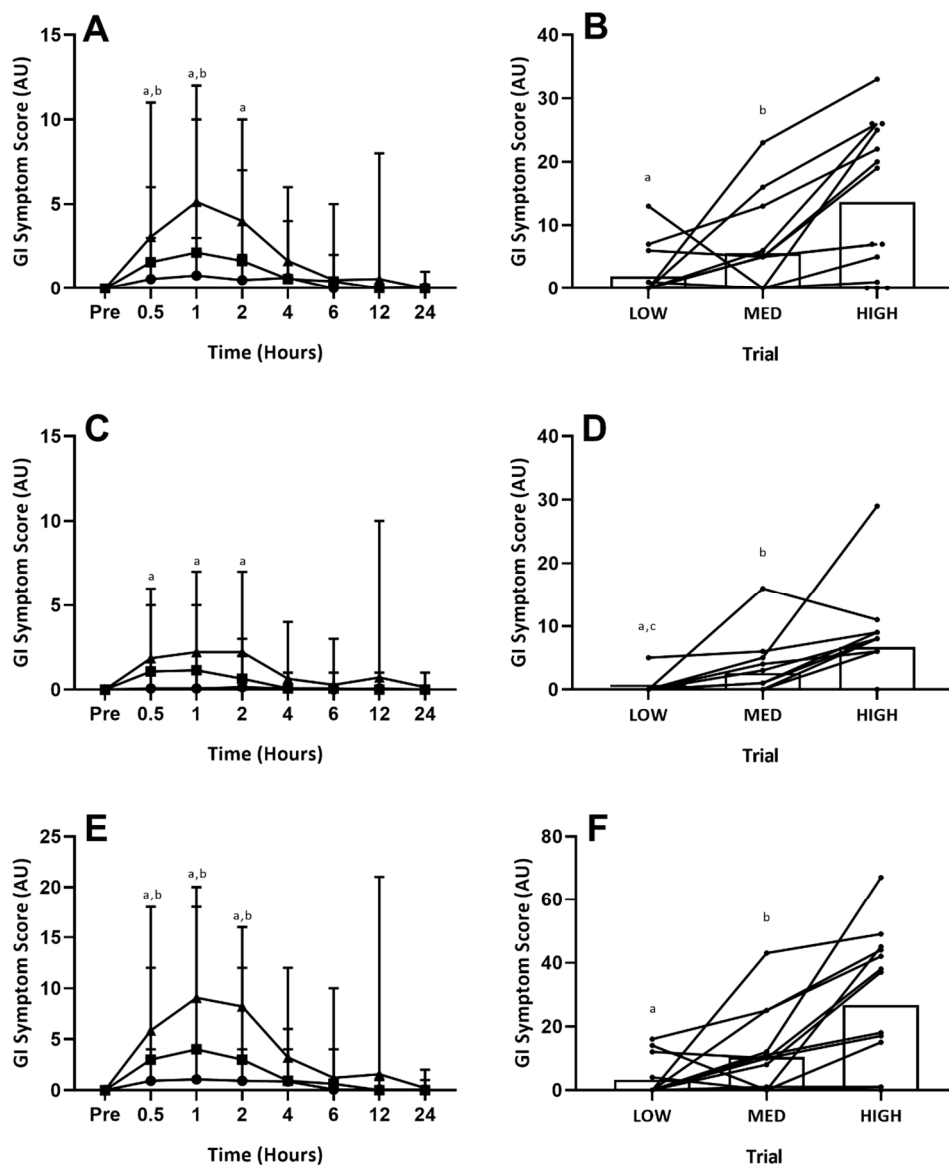 A
GI Symptom Score (AU)
15
10
5
0
a,b
a,b
a
Pre 0.5 1 2 4 6 12 24
Time (Hours)
B
GI Symptom Score (AU)
40
30
20
10
0
a
b
LOW MED HIGH
Trial
C
GI Symptom Score (AU)
15
10
5
0
a
a
a
Pre 0.5 1 2 4 6 12 24
Time (Hours)
D
GI Symptom Score (AU)
40
30
20
10
0
a,c
b
LOW MED HIGH
Trial
E
GI Symptom Score (AU)
25
20
15
10
5
0
a,b
a,b
a,b
Pre 0.5 1 2 4 6 12 24
Time (Hours)
F
GI Symptom Score (AU)
80
60
40
20
0
a
b
LOW MED HIGH
Trial